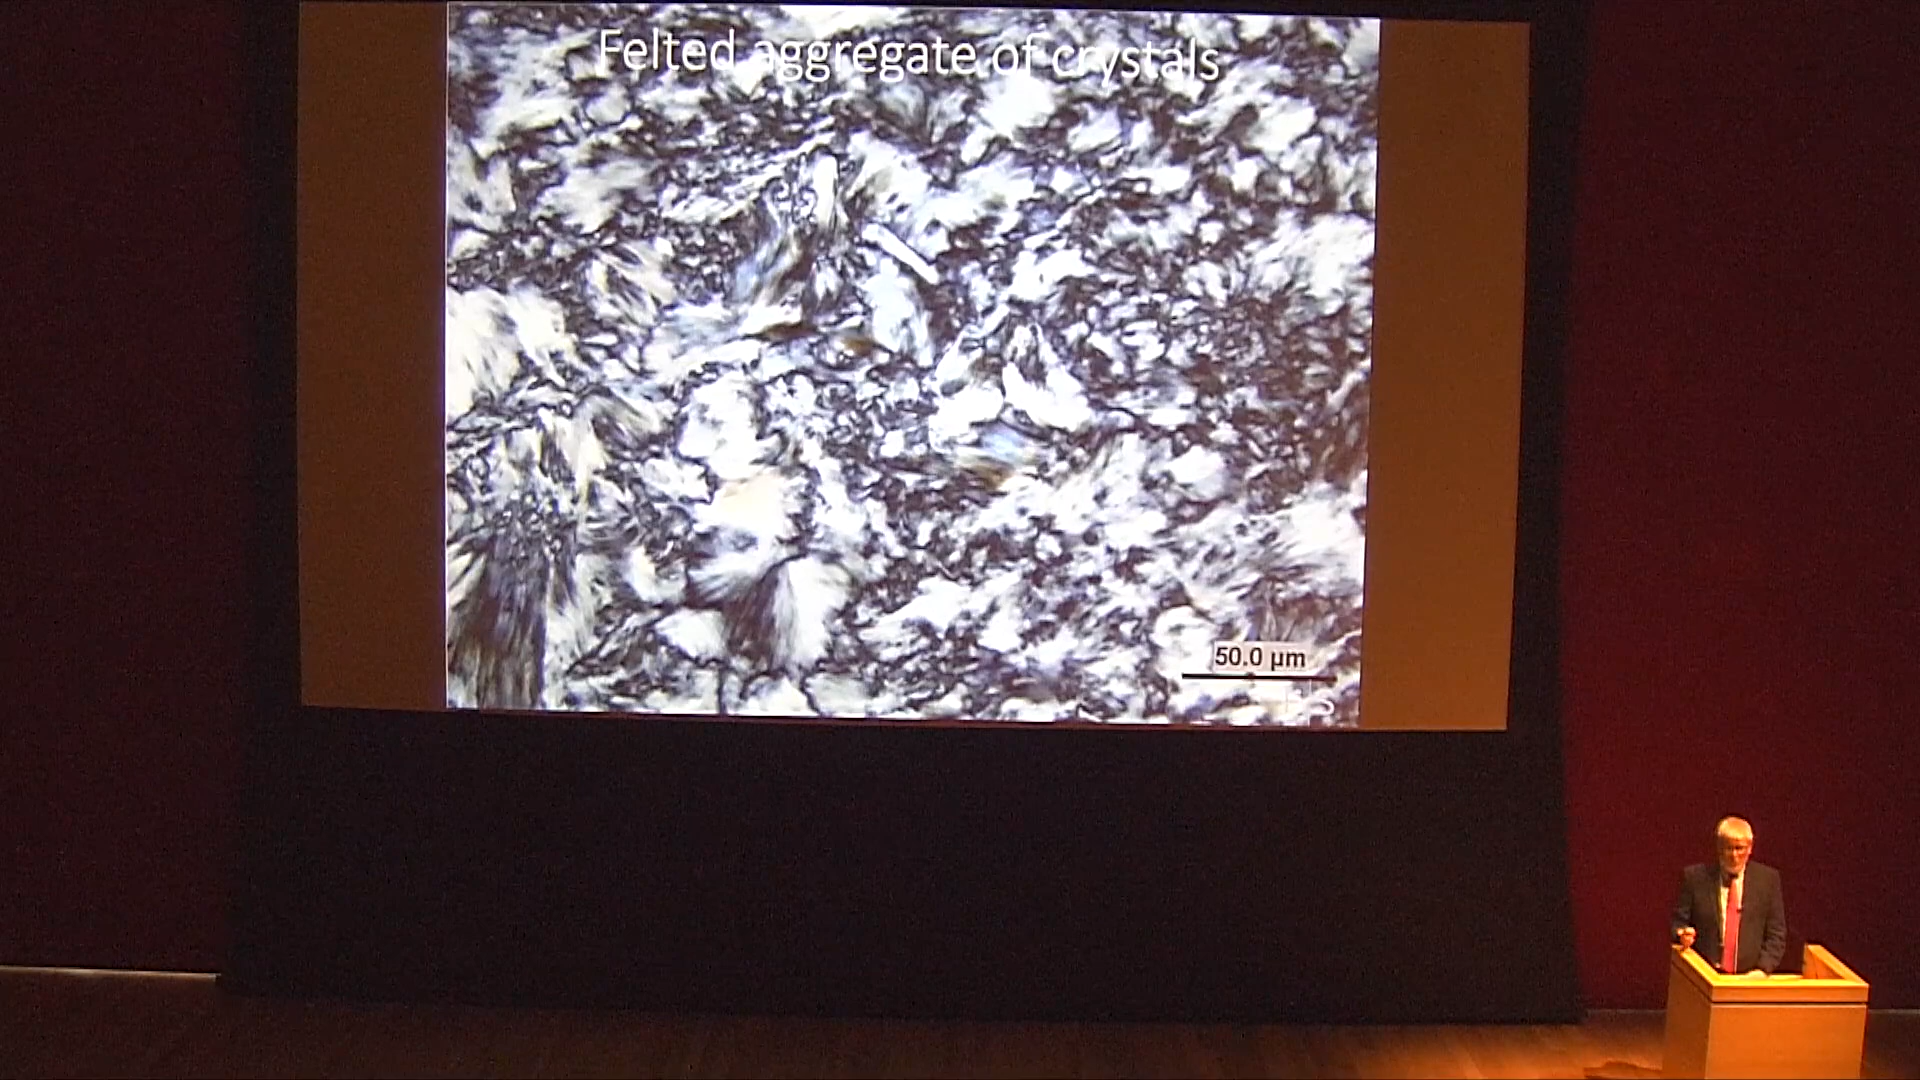 Felted aggregate of crystals
50.0 µm